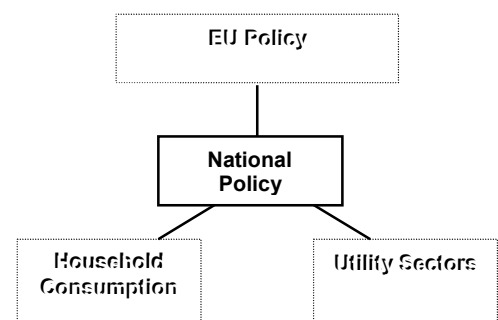 EU Policy
National
Policy
Household
Consumption
Utility Sectors